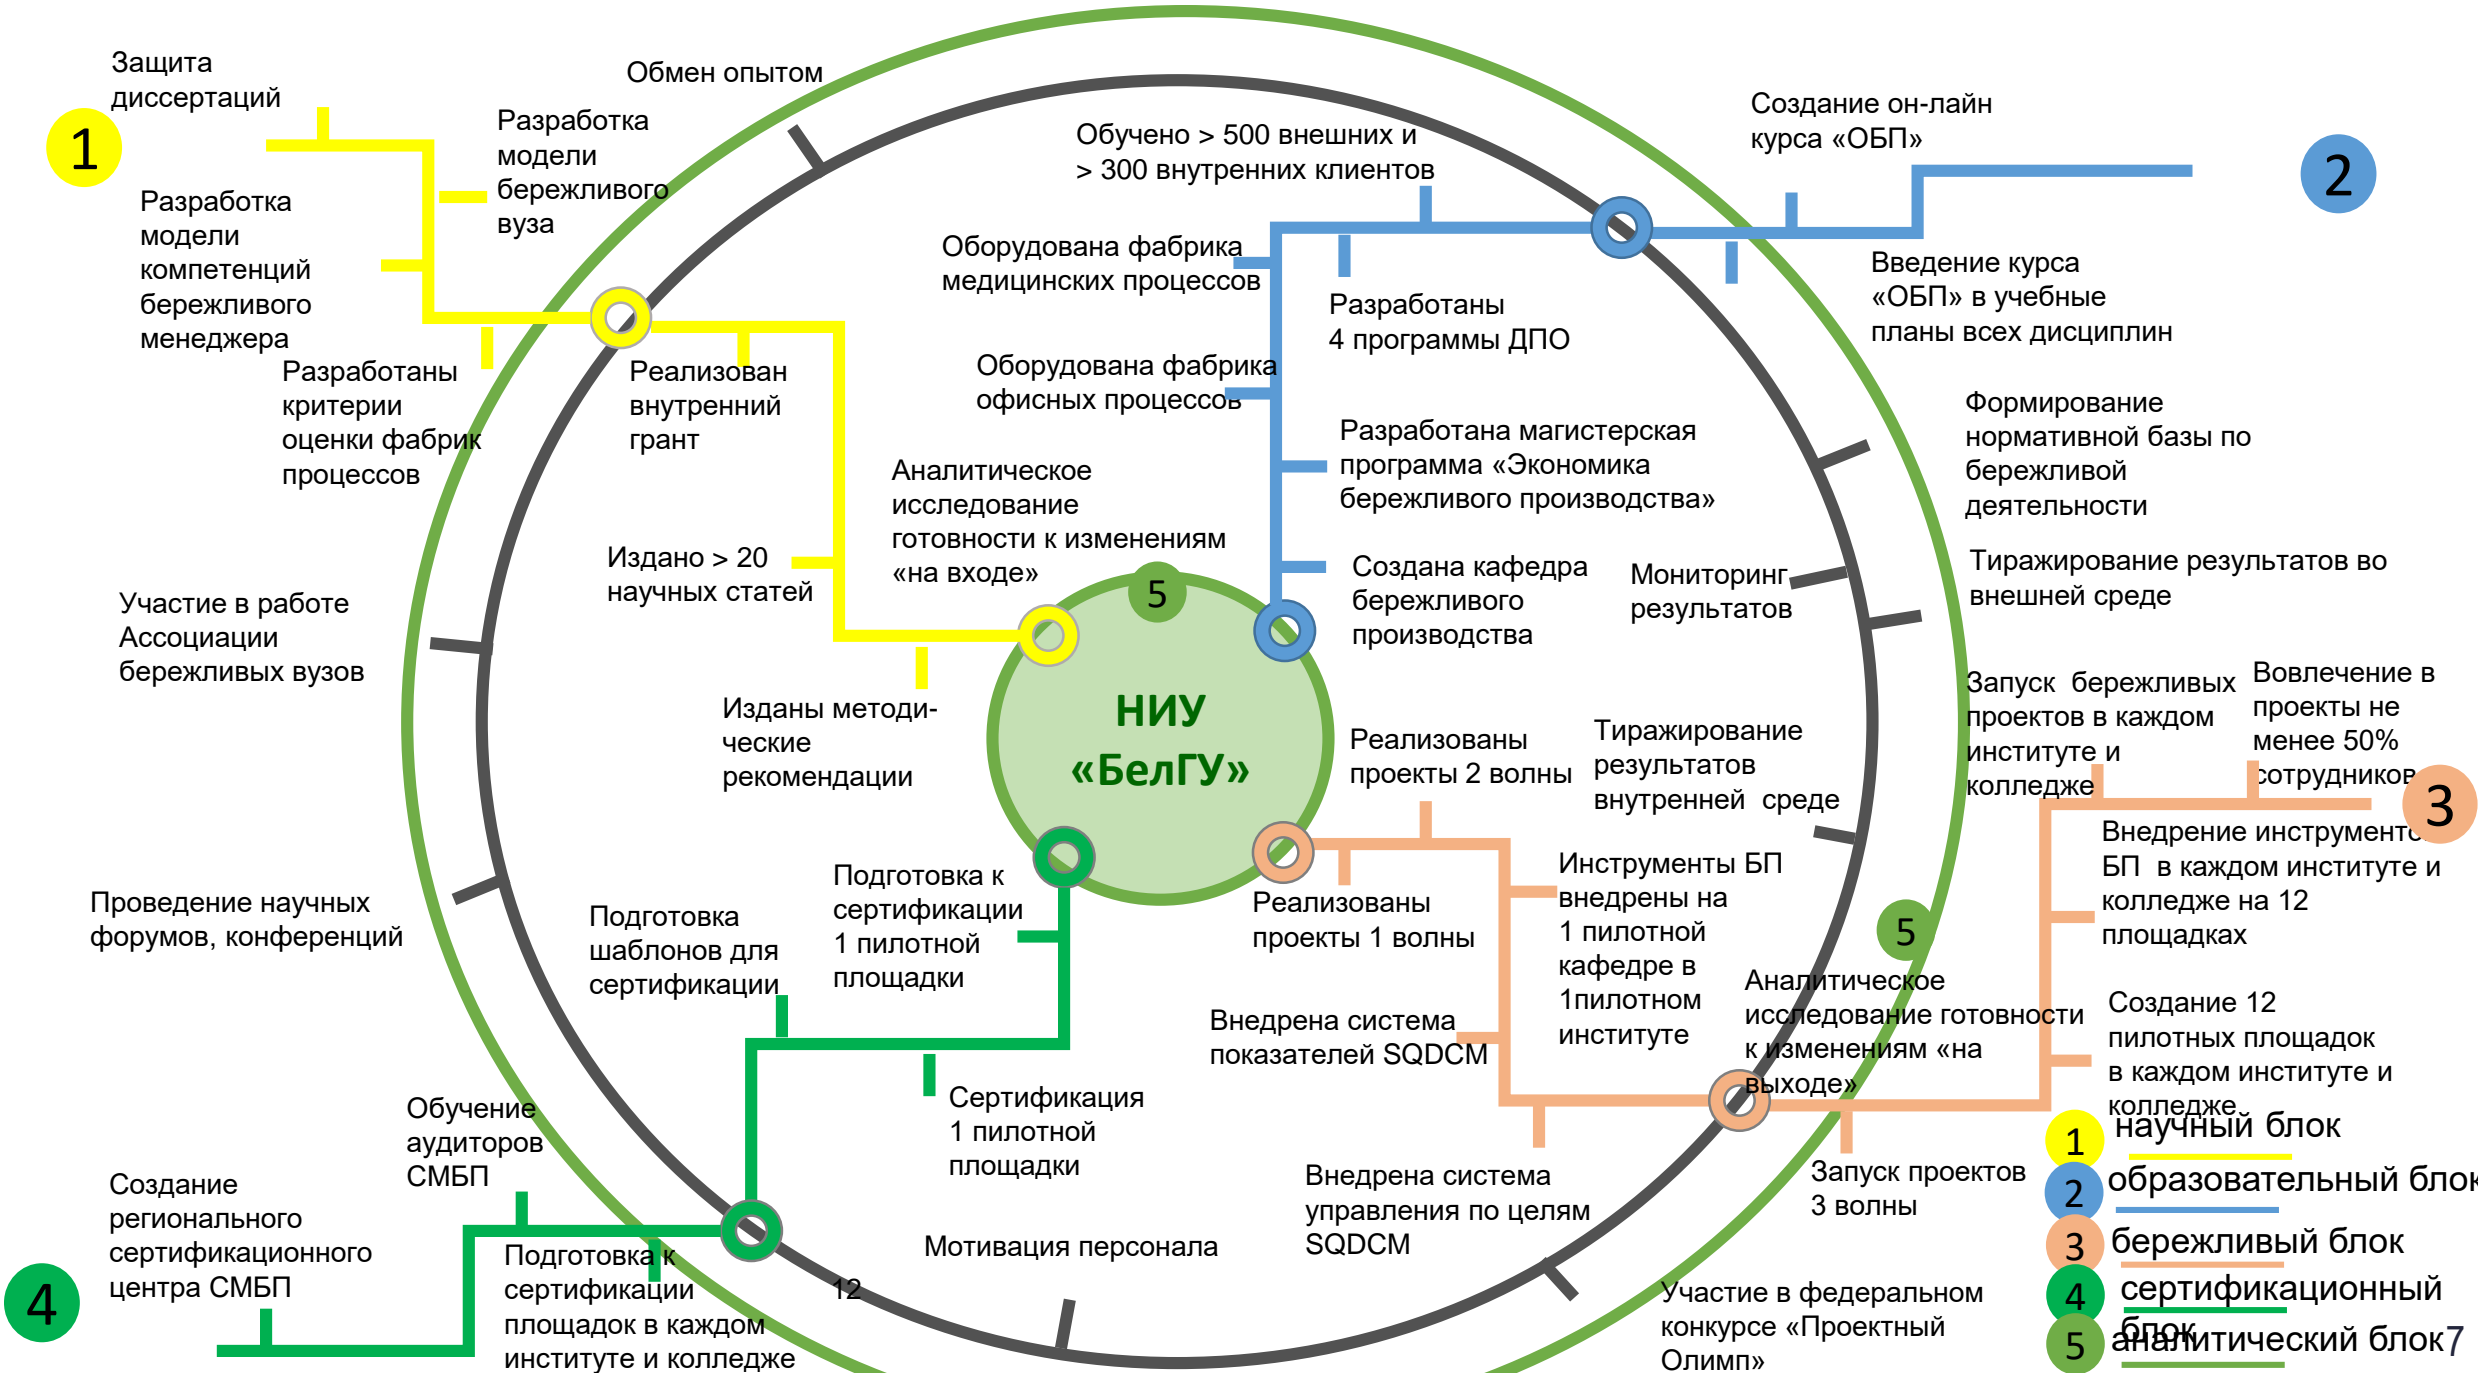 1
Защита
диссертаций
Разработка
модели
бережливого
вуза
Разработка
модели
компетенций
бережливого
менеджера
Разработаны
критерии
оценки фабрик
процессов
Обмен опытом
Реализован
внутренний
грант
Издано > 20
научных статей
Изданы методи-
ческие
рекомендации
Аналитическое
исследование
готовности к изменениям
«на входе»
5
НИУ
«БелГУ»
Обучено > 500 внешних и
> 300 внутренних клиентов
Оборудована фабрика
медицинских процессов
Разработаны
4 программы ДПО
Оборудована фабрика
офисных процессов
Разработана магистерская
программа «Экономика
бережливого производства»
Создана кафедра
бережливого
производства
Создание он-лайн
курса «ОБП»
2
Введение курса
«ОБП» в учебные
планы всех дисциплин
Формирование
нормативной базы по
бережливой
деятельности
Мониторинг
результатов
Тиражирование результатов во
внешней среде
Участие в работе
Ассоциации
бережливых вузов
Проведение научных
форумов, конференций
Реализованы
проекты 2 волны
Тиражирование
результатов
внутренней среде
Запуск бережливых
проектов в каждом
институте и
колледже
Вовлечение в
проекты не
менее 50%
сотрудников
3
Реализованы
проекты 1 волны
Инструменты БП
внедрены на
1 пилотной
кафедре в
1пилотном
институте
Внедрена система
показателей SQDCM
Внедрена система
управления по целям
SQDCM
5
Аналитическое
исследование готовности
к изменениям «на
выходе»
Внедрение инструменто
БП в каждом институте и
колледже на 12
площадках
Создание 12
пилотных площадок
в каждом институте и
колледже
Запуск проектов
3 волны
Подготовка к
сертификации
1 пилотной
площадки
Подготовка
шаблонов для
сертификации
Сертификация
1 пилотной
площадки
Обучение
аудиторов
СМБП
Создание
регионального
сертификационного
центра СМБП
4
Подготовка к
сертификации
площадок в каждом
институте и колледже
12
Мотивация персонала
Участие в федеральном
конкурсе «Проектный
Олимп»
1 научный блок
2 образовательный блок
3 бережливый блок
4 сертификационный
блок
5 аналитический блок
7